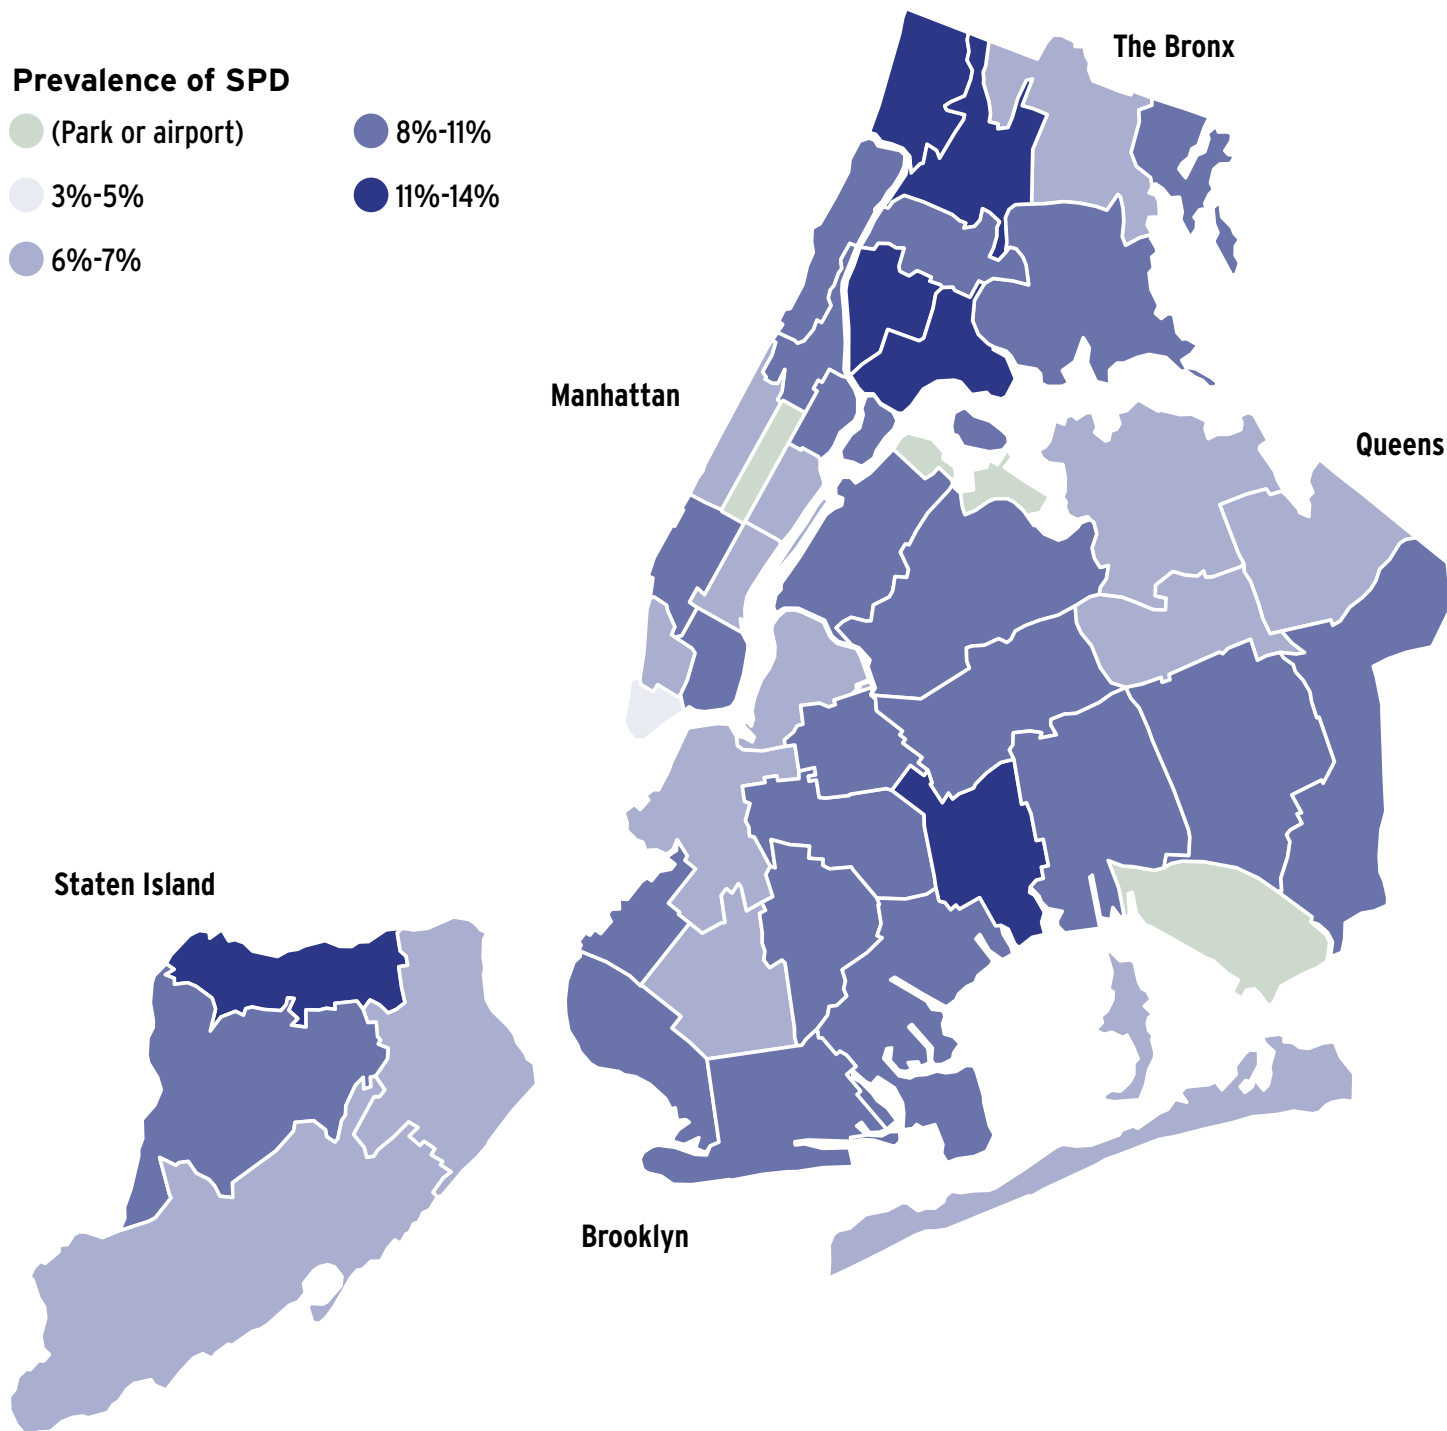 Prevalence of SPD
(Park or airport)
3%-5%
6%-7%
8%-11%
11%-14%
The Bronx
Manhattan
Queens
Staten Island
Brooklyn